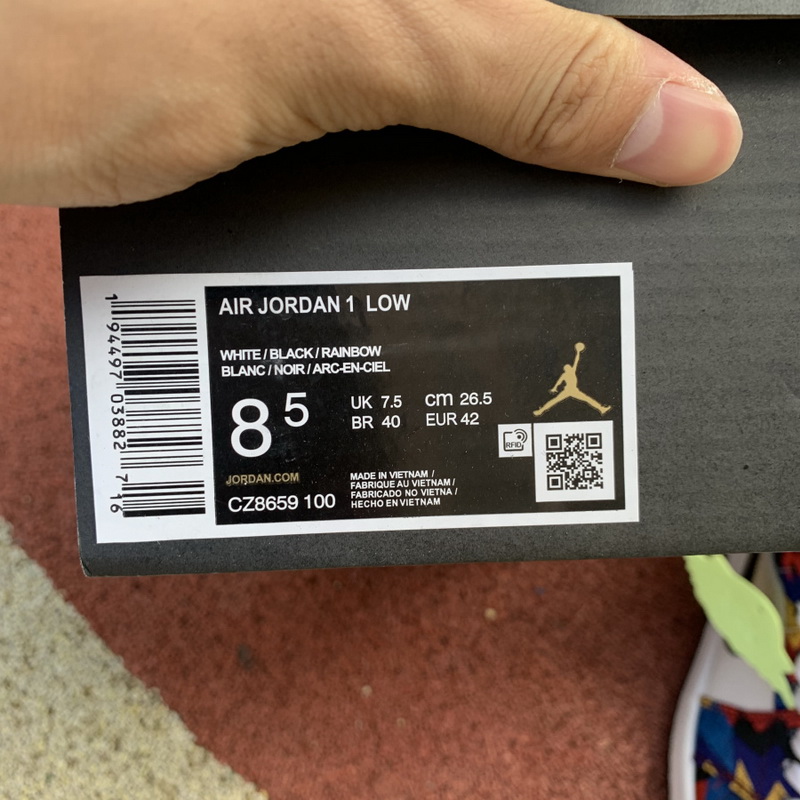 1 94497 03882 7 16
AIR JORDAN 1 LOW
WHITE / BLACK / RAINBOW
BLANC / NOIR / ARC-EN-CIEL
8 5
UK 7.5
cm 26.5
BR 40
EUR 42
RFID
JORDAN.COM
CZ8659 100
MADE IN VIETNAM /
FABRIQUE AU VIETNAM /
FABRICADO NO VIETNA /
HECHO EN VIETNAM